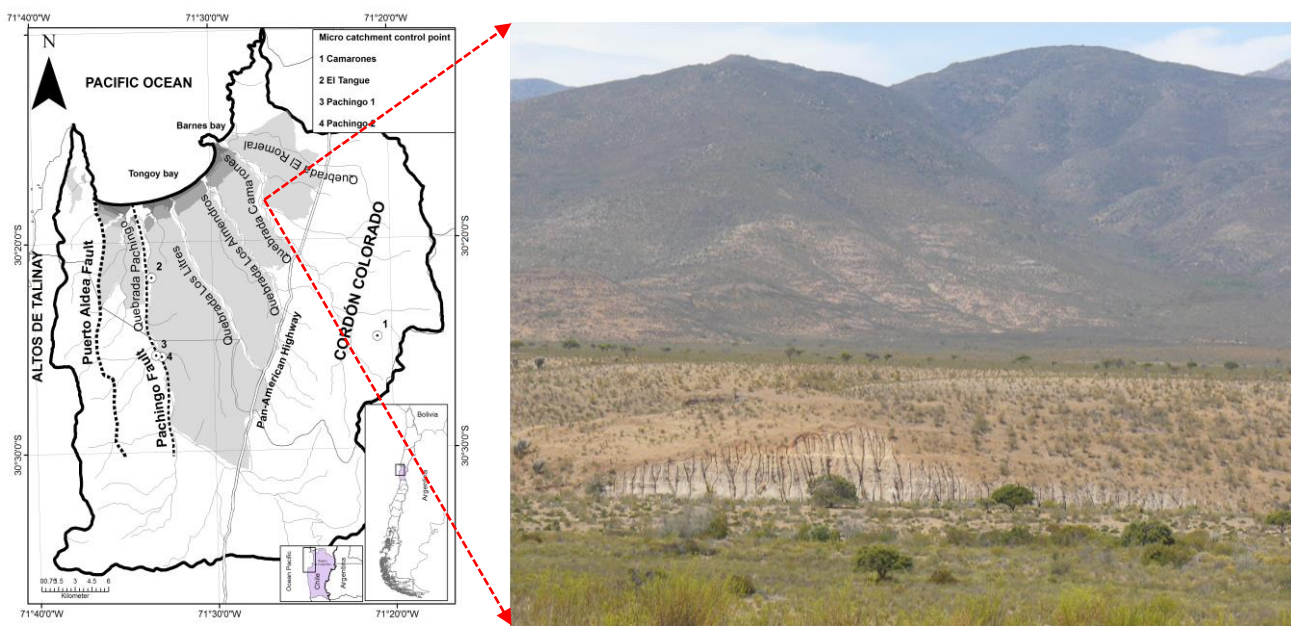 71°40'0"W
71°30'0"W
71°20'0"W
N
PACIFIC OCEAN
Micro catchment control point
1 Camarones
2 El Tangue
3 Pachingo 1
4 Pachingo 2
Barnes bay
Tongoy bay
Quebrada El Romeral
Quebrada Camarones
Quebrada Los Almendros
Quebrada Los Litres
Quebrada Pachingo
Puerto Aldea Fault
Pachingo Fault
ALTOS DE TALINAY
CORDÓN COLORADO
Pan-American Highway
30°20'0"S
30°20'0"S
30°30'0"S
30°30'0"S
2
3
4
1
Bolivia
Argentina
Ocean Pacific
Chile
Argentina
Kilometer
71°40'0"W
71°30'0"W
71°20'0"W